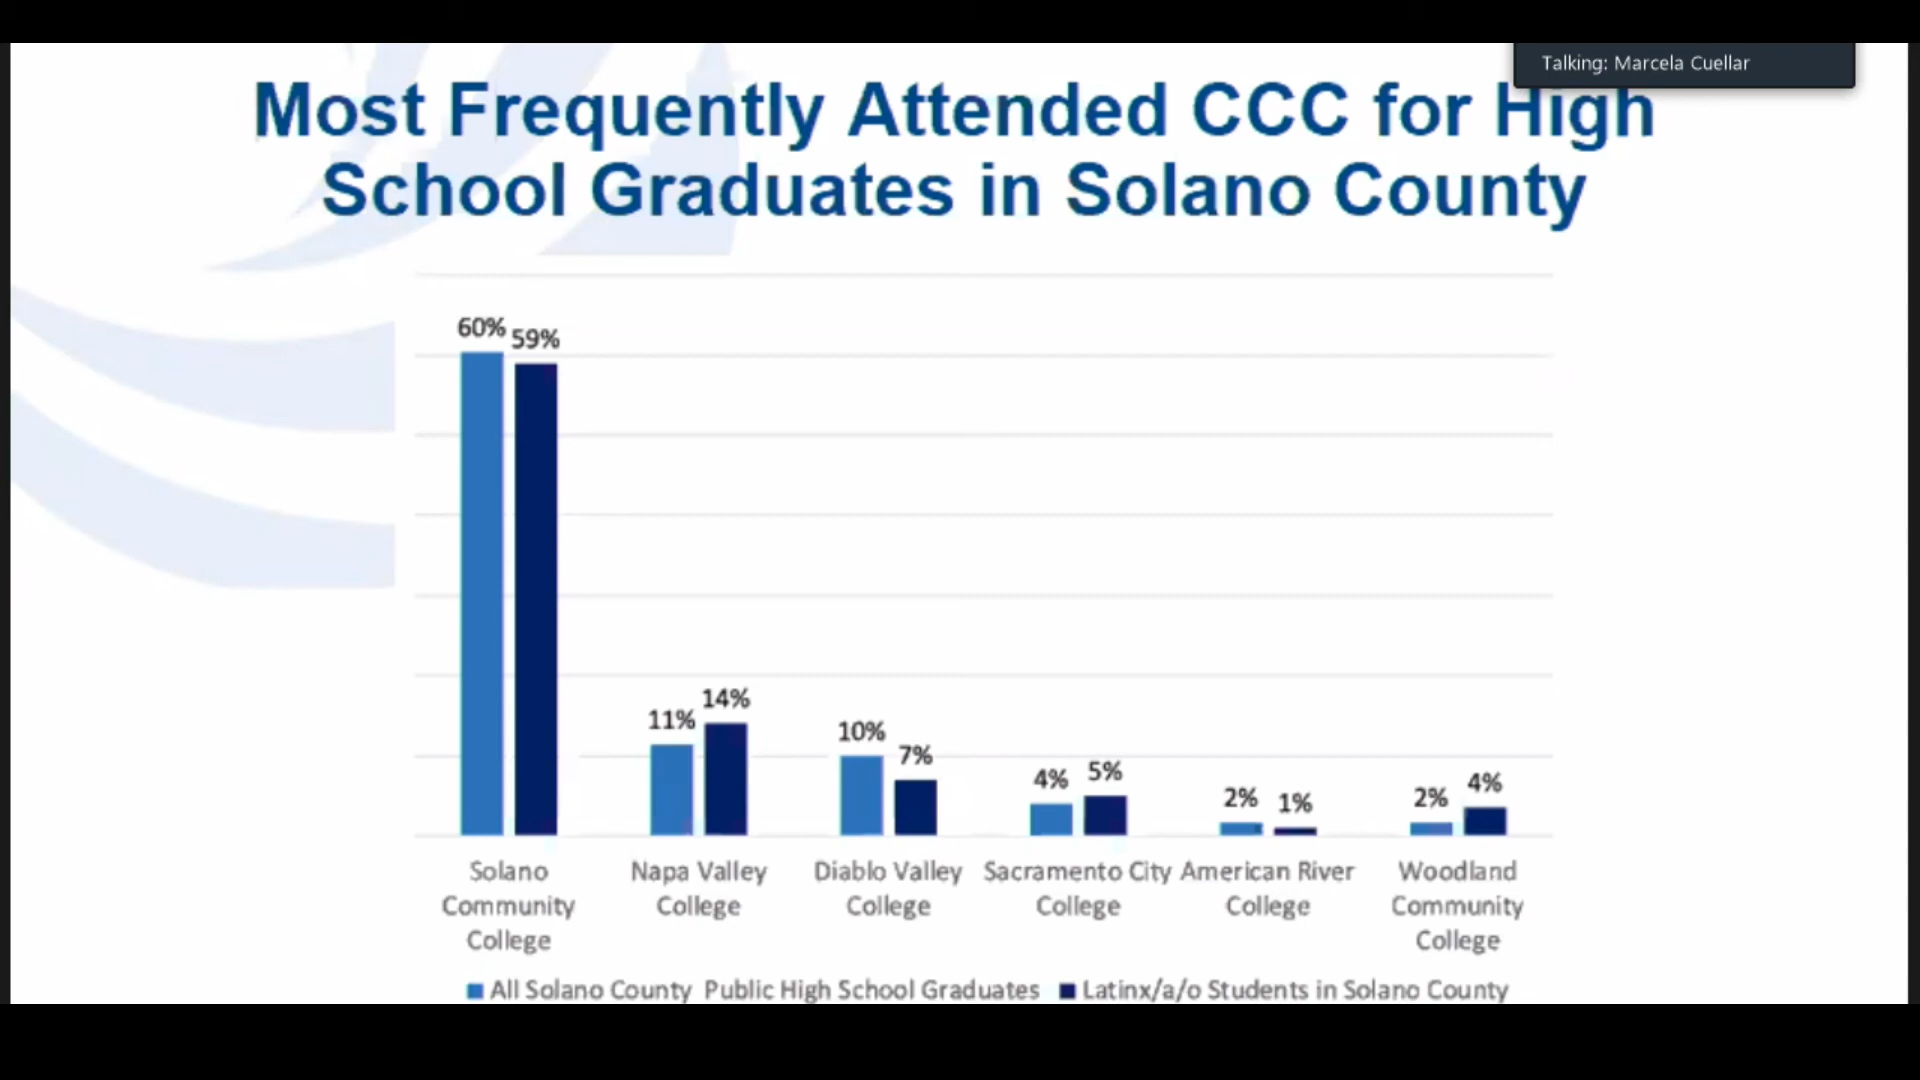 Talking: Marcela Cuellar
Most Frequently Attended CCC for High
School Graduates in Solano County
60% 59%
11% 14%
10% 7%
4% 5%
2% 1%
2% 4%
Solano
Community
College
Napa Valley
College
Diablo Valley
College
Sacramento City
College
American River
College
Woodland
Community
College
All Solano County Public High School Graduates
Latinx/a/o Students in Solano County